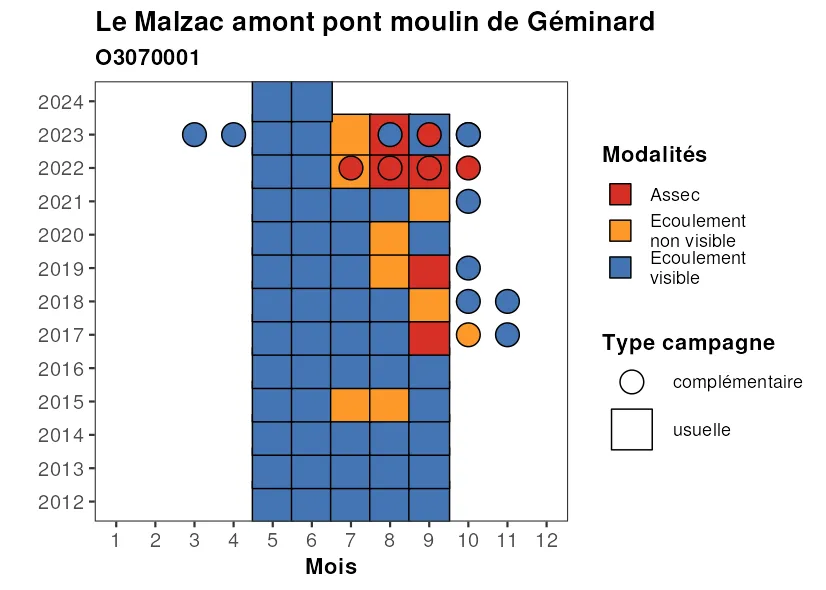 Le Malzac amont pont moulin de Géminard
O3070001
2024
2023
2022
2021
2020
2019
2018
2017
2016
2015
2014
2013
2012
1 2 3 4 5 6 7 8 9 10 11 12
Mois
Modalités
Assec
Ecoulement
non visible
Ecoulement
visible
Type campagne
complémentaire
usuelle